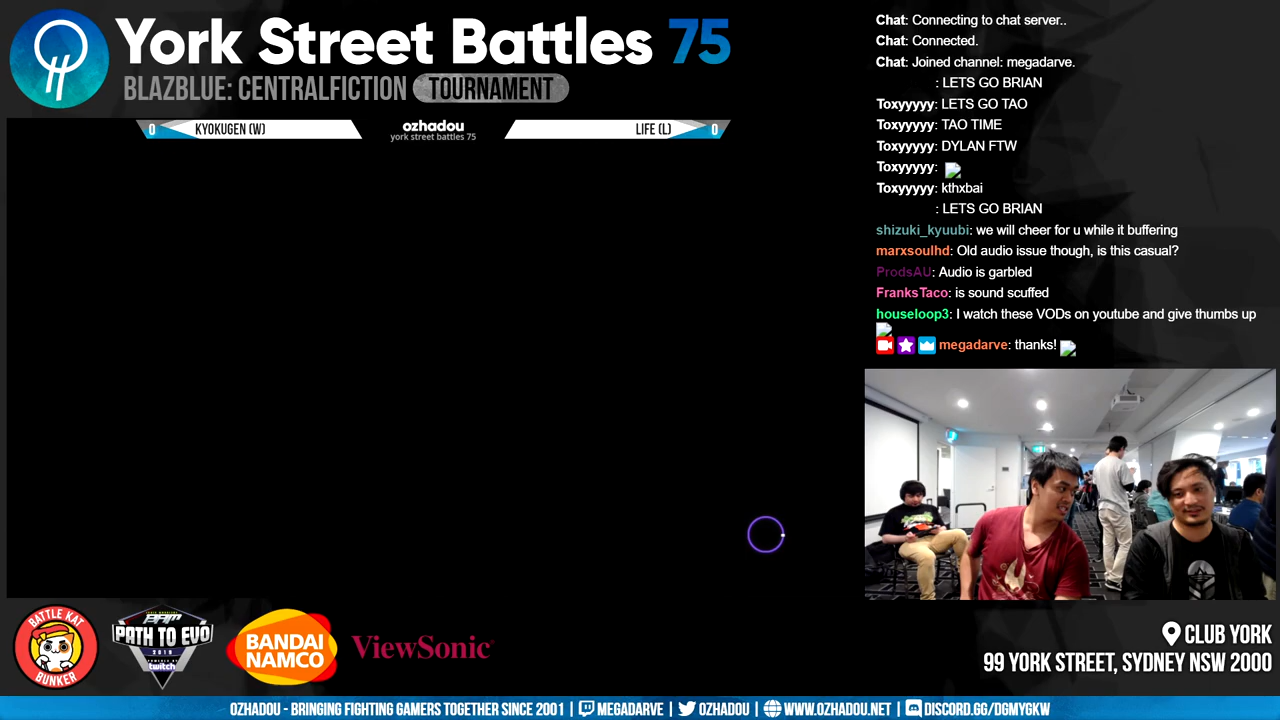 York Street Battles 75
BLAZBLUE: CENTRALFICTION TOURNAMENT
0 KYOKUGEN (W) ozhadou LIFE (L) 0
york street battles 75
Chat: Connecting to chat server..
Chat: Connected.
Chat: Joined channel: megadarve.
: LETS GO BRIAN
Toxyyyyy: LETS GO TAO
Toxyyyyy: TAO TIME
Toxyyyyy: DYLAN FTW
Toxyyyyy:
Toxyyyyy: kthxbai
: LETS GO BRIAN
shizuki_kyuubi: we will cheer for u while it buffering
marxsoulhd: Old audio issue though, is this casual?
ProdsAU: Audio is garbled
FranksTaco: is sound scuffed
houseloop3: I watch these VODs on youtube and give thumbs up
megadarve: thanks!
BATTLE KAT
BUNKER
PATH TO EVO
2019
POWERED BY
twitch
BANDAI
NAMCO
ViewSonic
CLUB YORK
99 YORK STREET, SYDNEY NSW 2000
OZHADOU - BRINGING FIGHTING GAMERS TOGETHER SINCE 2001 | MEGADARVE | OZHADOU | WWW.OZHADOU.NET | DISCORD.GG/DGMYGKW